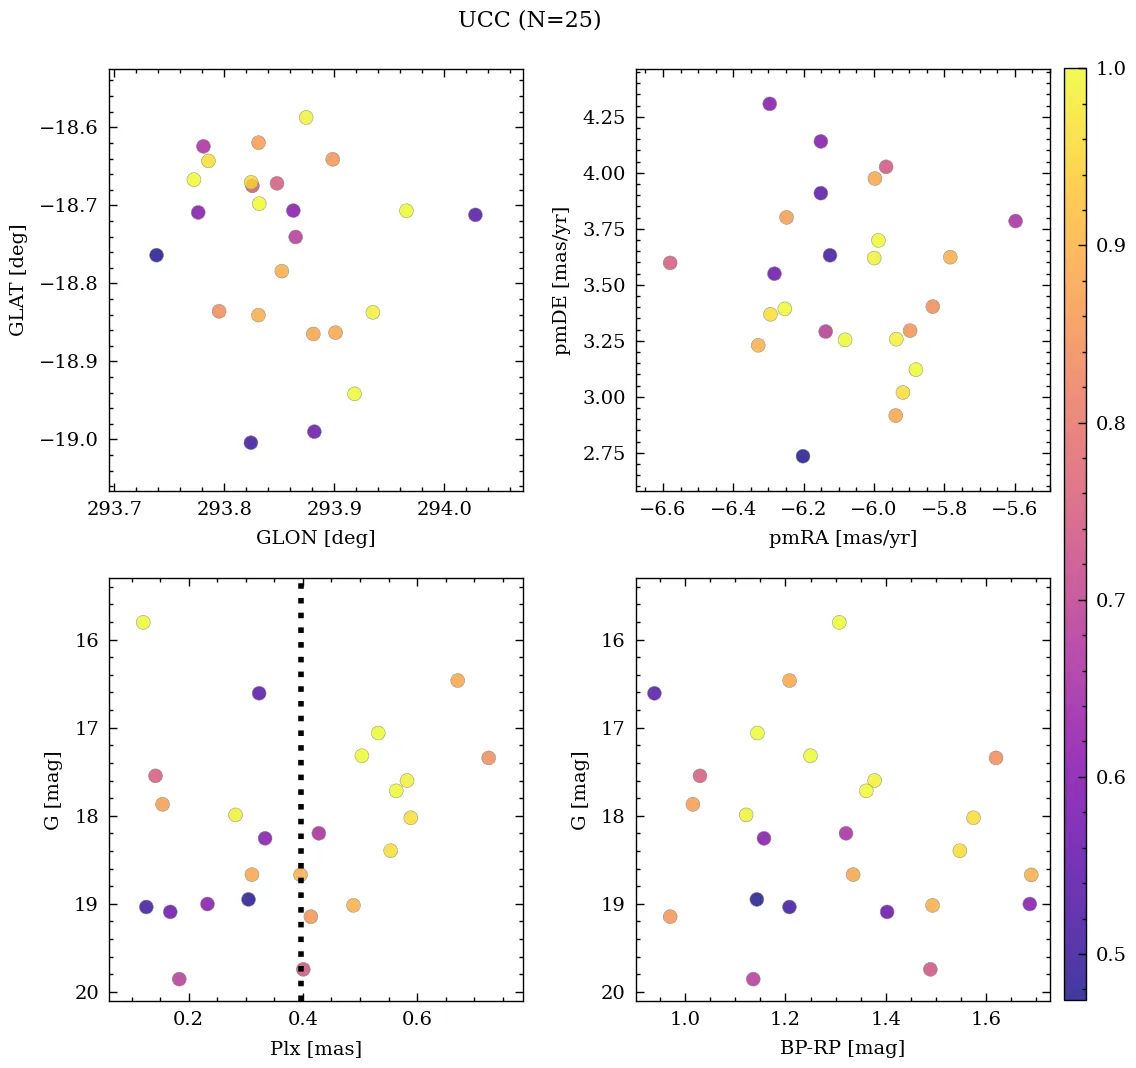 UCC (N=25)
−18.6
−18.7
−18.8
−18.9
−19.0
GLAT [deg]
293.7 293.8 293.9 294.0
GLON [deg]
4.25
4.00
3.75
3.50
3.25
3.00
2.75
pmDE [mas/yr]
−6.6 −6.4 −6.2 −6.0 −5.8 −5.6
pmRA [mas/yr]
16
17
18
19
20
G [mag]
0.2 0.4 0.6
Plx [mas]
16
17
18
19
20
G [mag]
1.0 1.2 1.4 1.6
BP-RP [mag]
1.0
0.9
0.8
0.7
0.6
0.5